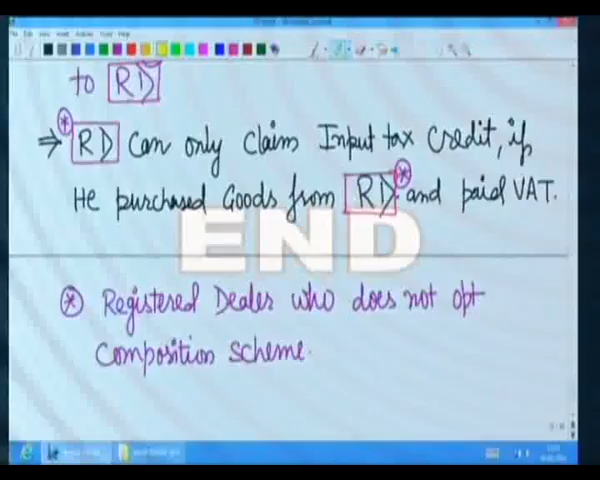 to RD
⇒ * RD Can only Claim Input tax Credit, if
He purchased Goods from RD * and paid VAT.
END
* Registered Dealer who does not opt
Composition scheme.